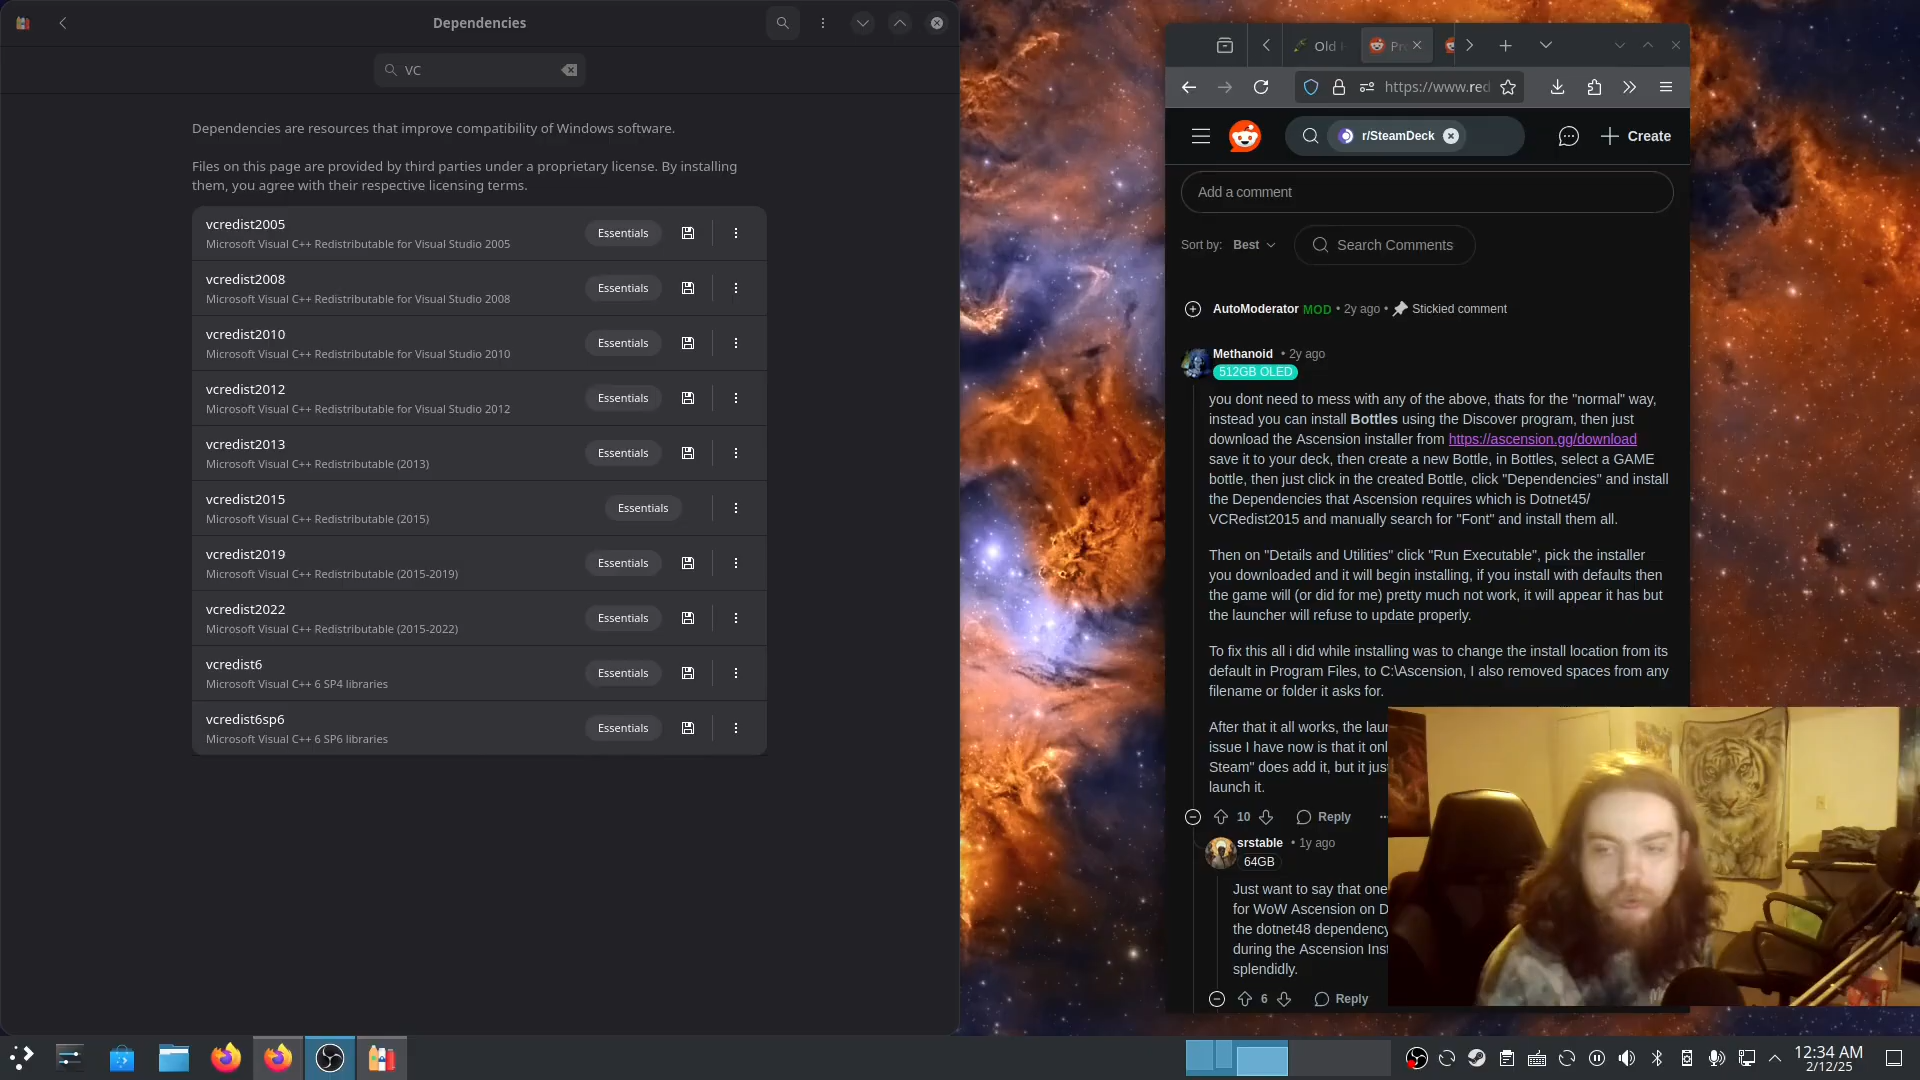 Dependencies
VC
Dependencies are resources that improve compatibility of Windows software.
Files on this page are provided by third parties under a proprietary license. By installing
them, you agree with their respective licensing terms.
vcredist2005
Microsoft Visual C++ Redistributable for Visual Studio 2005
Essentials
vcredist2008
Microsoft Visual C++ Redistributable for Visual Studio 2008
Essentials
vcredist2010
Microsoft Visual C++ Redistributable for Visual Studio 2010
Essentials
vcredist2012
Microsoft Visual C++ Redistributable for Visual Studio 2012
Essentials
vcredist2013
Microsoft Visual C++ Redistributable (2013)
Essentials
vcredist2015
Microsoft Visual C++ Redistributable (2015)
Essentials
vcredist2019
Microsoft Visual C++ Redistributable (2015-2019)
Essentials
vcredist2022
Microsoft Visual C++ Redistributable (2015-2022)
Essentials
vcredist6
Microsoft Visual C++ 6 SP4 libraries
Essentials
vcredist6sp6
Microsoft Visual C++ 6 SP6 libraries
Essentials
Old
https://www.red
r/SteamDeck
Create
Add a comment
Sort by: Best
Search Comments
AutoModerator MOD • 2y ago • Stickied comment
Methanoid • 2y ago
512GB OLED
you dont need to mess with any of the above, thats for the "normal" way,
instead you can install Bottles using the Discover program, then just
download the Ascension installer from https://ascension.gg/download
save it to your deck, then create a new Bottle, in Bottles, select a GAME
bottle, then just click in the created Bottle, click "Dependencies" and install
the Dependencies that Ascension requires which is Dotnet45/
VCRedist2015 and manually search for "Font" and install them all.
Then on "Details and Utilities" click "Run Executable", pick the installer
you downloaded and it will begin installing, if you install with defaults then
the game will (or did for me) pretty much not work, it will appear it has but
the launcher will refuse to update properly.
To fix this all i did while installing was to change the install location from its
default in Program Files, to C:\Ascension, I also removed spaces from any
filename or folder it asks for.
After that it all works, the lau
issue I have now is that it onl
Steam" does add it, but it jus
launch it.
10 Reply
srstable • 1y ago
64GB
Just want to say that one
for WoW Ascension on D
the dotnet48 dependency
during the Ascension Inst
splendidly.
6 Reply
12:34 AM
2/12/25